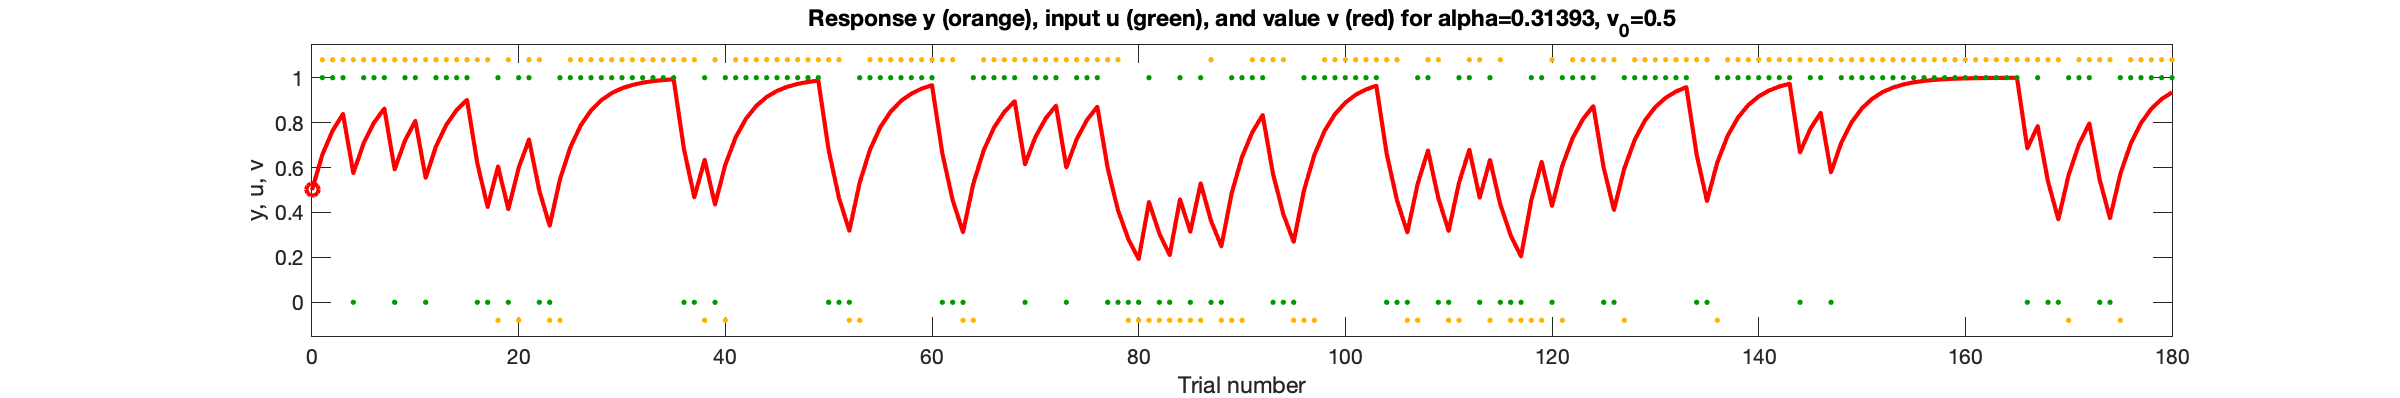 Response y (orange), input u (green), and value v (red) for alpha=0.31393, v₀=0.5
y, u, v
1
0.8
0.6
0.4
0.2
0
0 20 40 60 80 100 120 140 160 180
Trial number